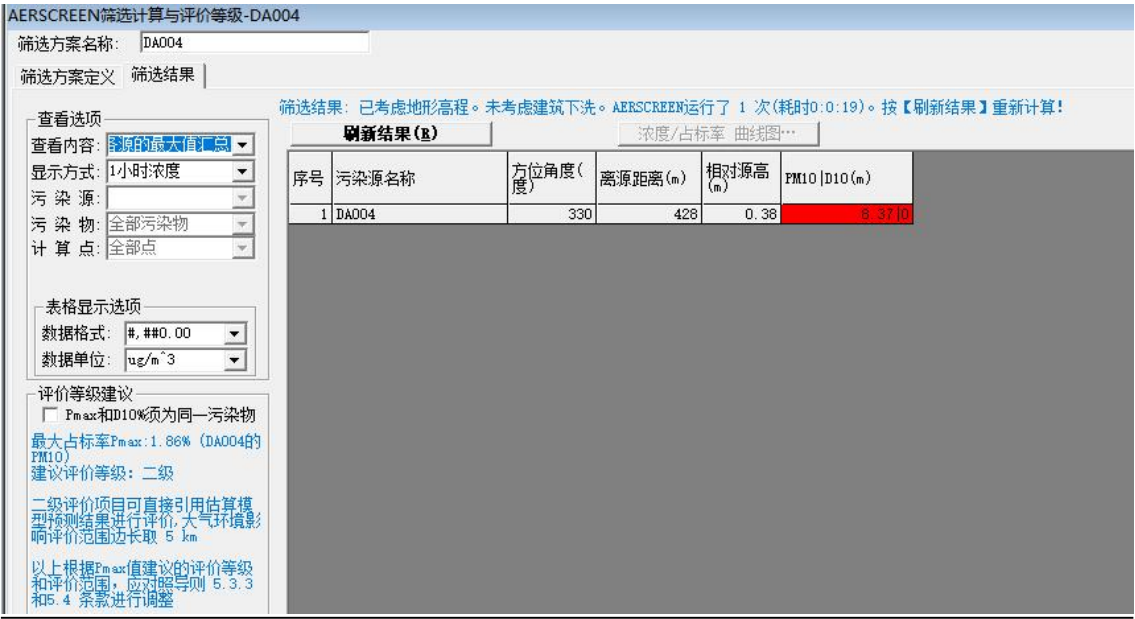 AERSCREEN筛选计算与评价等级-DA004
筛选方案名称: DA004
筛选方案定义 筛选结果
筛选结果: 已考虑地形高程。未考虑建筑下洗。AERSCREEN运行了 1 次(耗时0:0:19)。按【刷新结果】重新计算!
刷新结果(R) 浓度/占标率 曲线图…
查看选项
查看内容: 各源的最大值汇总
显示方式: 1小时浓度
污 染 源:
污 染 物: 全部污染物
计 算 点: 全部点
序号 污染源名称 方位角度(度) 离源距离(m) 相对源高(m) PM10|D10(m)
1 DA004 330 428 0.38 8.37|0
表格显示选项
数据格式: #,##0.00
数据单位: ug/m^3
评价等级建议
Pmax和D10%须为同一污染物
最大占标率Pmax:1.86% (DA004的
PM10)
建议评价等级: 二级
二级评价项目可直接引用估算模
型预测结果进行评价,大气环境影
响评价范围边长取 5 km
以上根据Pmax值建议的评价等级
和评价范围,应对照导则 5.3.3
和5.4 条款进行调整